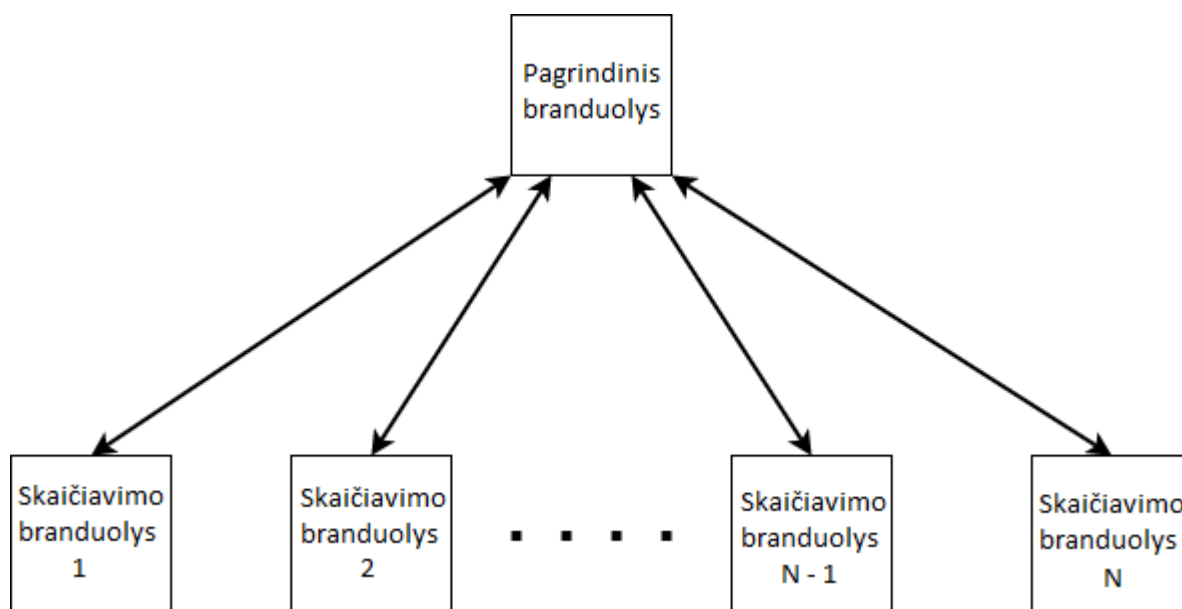 Pagrindinis
branduolys
Skaičiavimo
branduolys
1
Skaičiavimo
branduolys
2
Skaičiavimo
branduolys
N - 1
Skaičiavimo
branduolys
N